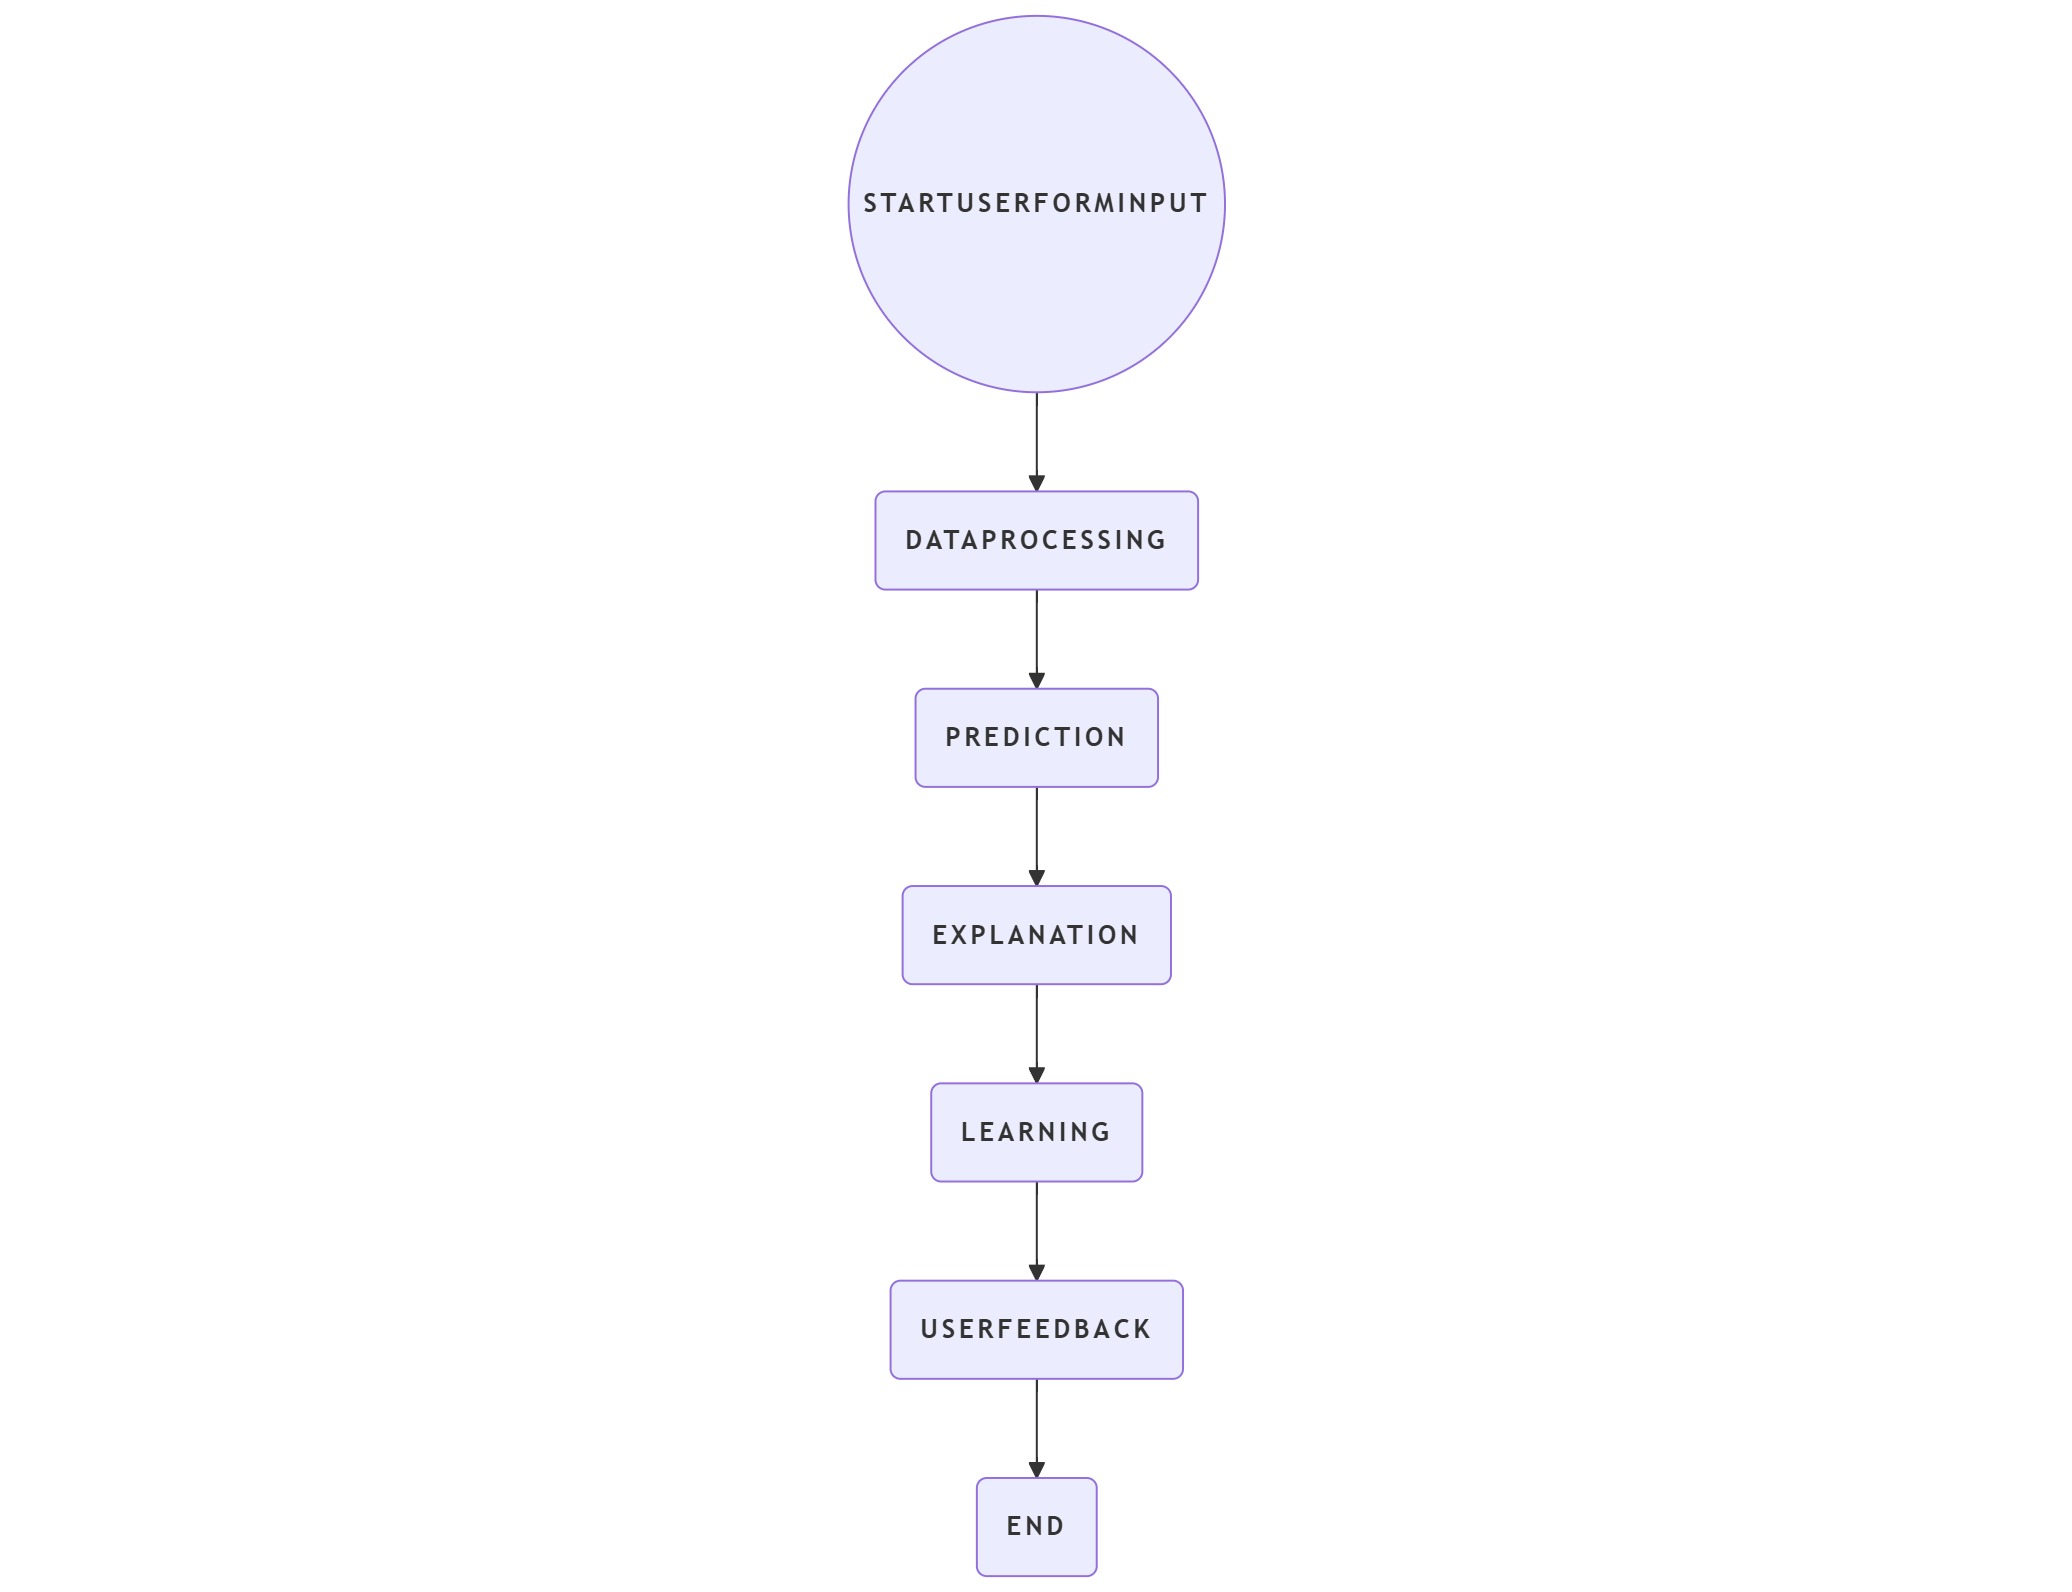 STARTUSERFORMINPUT
DATAPROCESSING
PREDICTION
EXPLANATION
LEARNING
USERFEEDBACK
END